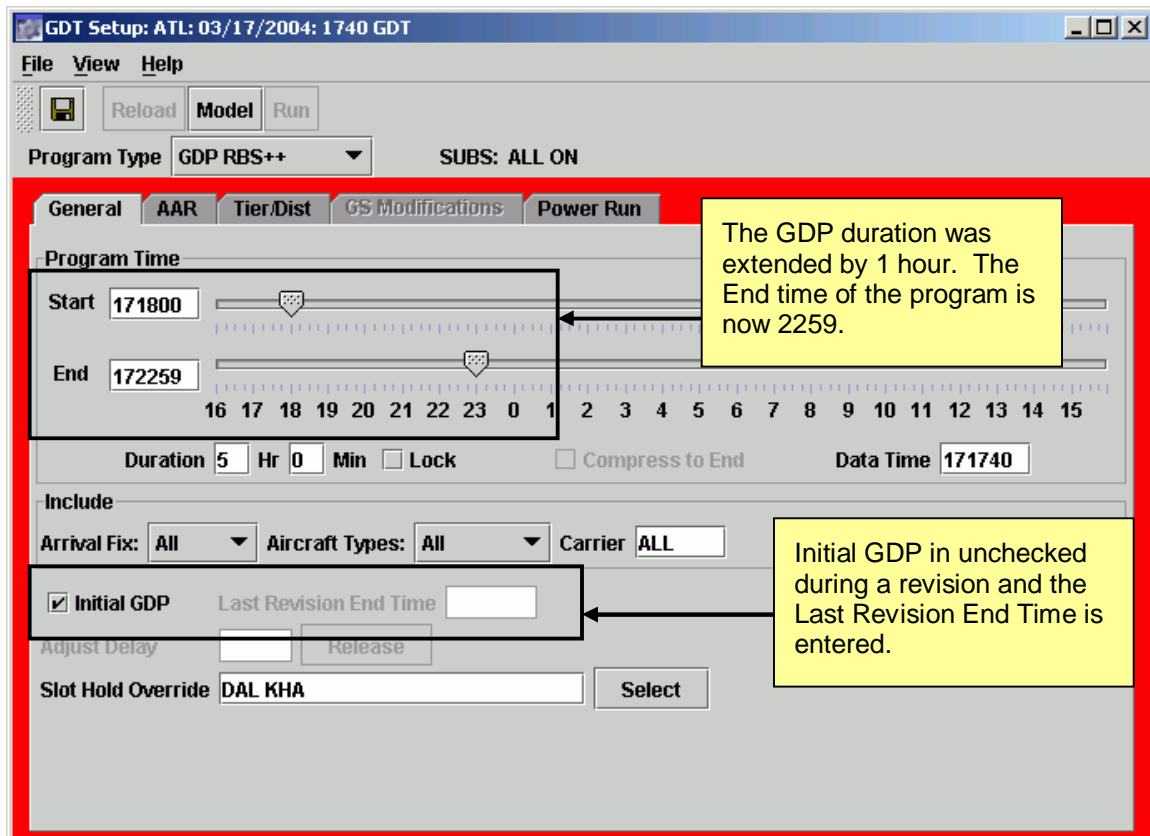 GDT Setup: ATL: 03/17/2004: 1740 GDT
File View Help
Reload Model Run
Program Type GDP RBS++ SUBS: ALL ON
General AAR Tier/Dist GS Modifications Power Run
The GDP duration was
extended by 1 hour. The
End time of the program is
now 2259.
Program Time
Start 171800
End 172259
16 17 18 19 20 21 22 23 0 1 2 3 4 5 6 7 8 9 10 11 12 13 14 15
Duration 5 Hr 0 Min Lock Compress to End Data Time 171740
Include
Arrival Fix: All Aircraft Types: All Carrier ALL
Initial GDP in unchecked
during a revision and the
Last Revision End Time is
entered.
Initial GDP Last Revision End Time
Adjust Delay Release
Slot Hold Override DAL KHA Select